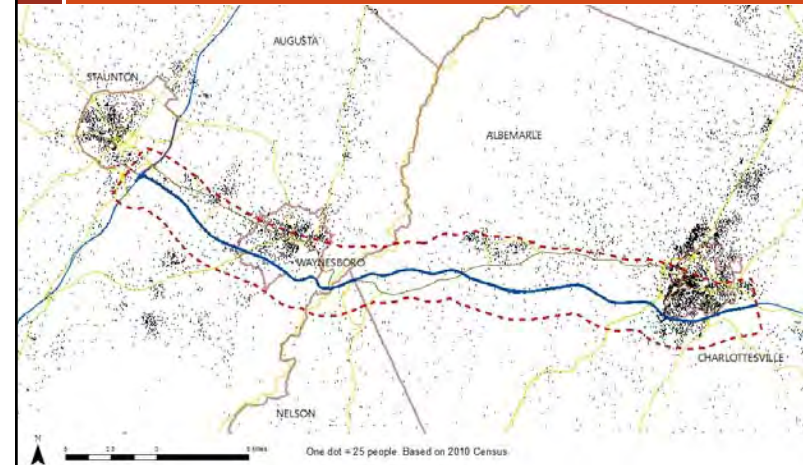 AUGUSTA
STAUNTON
ALBEMARLE
WAYNESBORO
CHARLOTTESVILLE
NELSON
N
One dot = 25 people. Based on 2010 Census